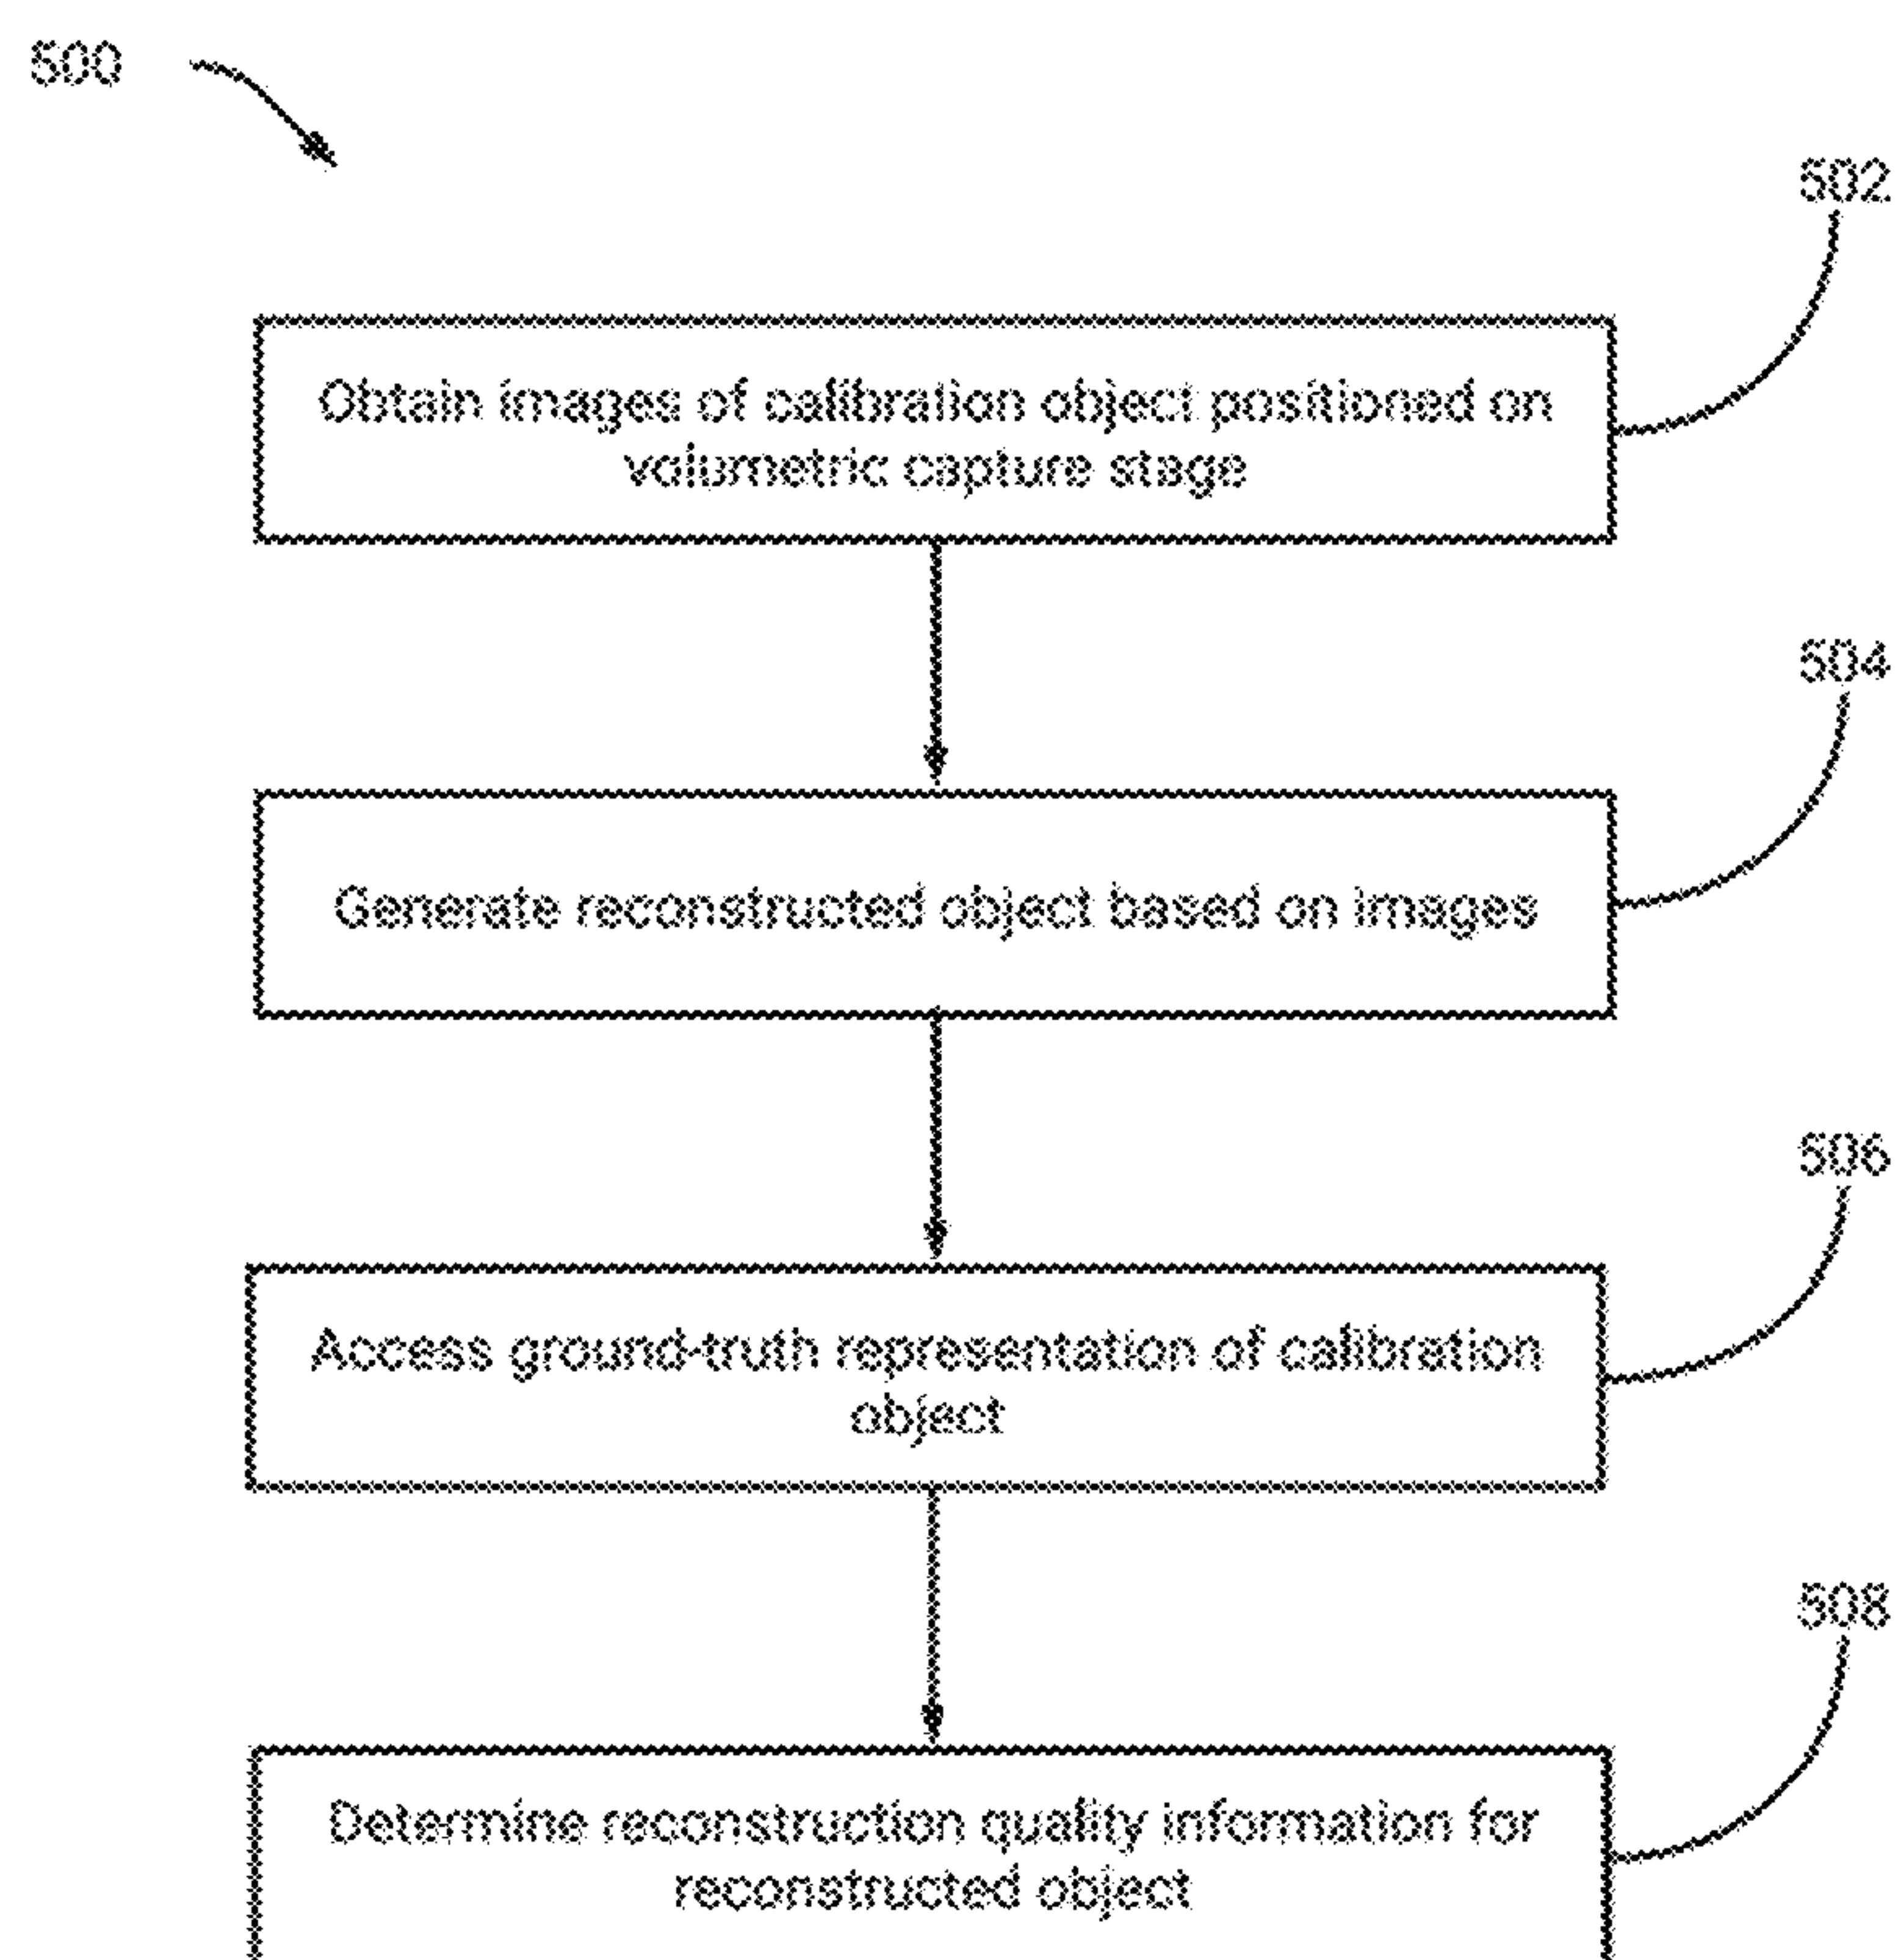 500
502
Obtain images of calibration object positioned on
volumetric capture stage
504
Generate reconstructed object based on images
506
Access ground-truth representation of calibration
object
508
Determine reconstruction quality information for
reconstructed object